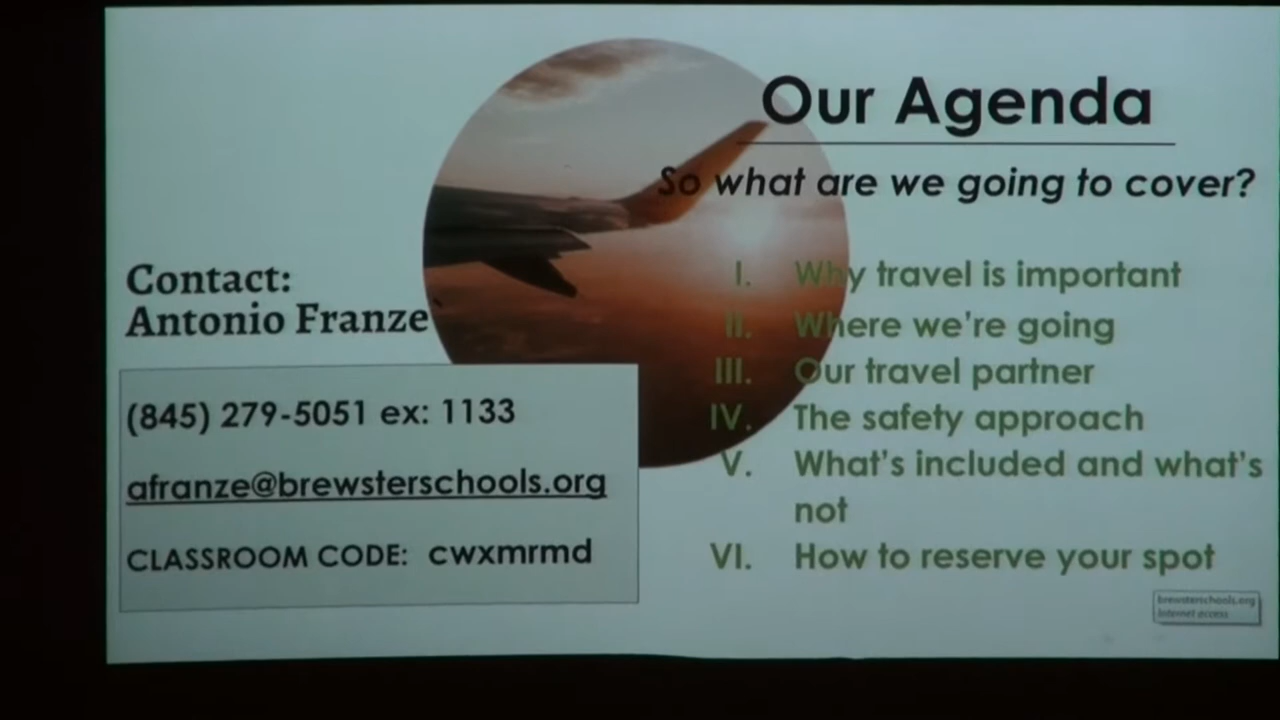 Our Agenda
So what are we going to cover?
Contact:
Antonio Franze
(845) 279-5051 ex: 1133
afranze@brewsterschools.org
CLASSROOM CODE: cwxmrmd
I. Why travel is important
II. Where we're going
III. Our travel partner
IV. The safety approach
V. What's included and what's
not
VI. How to reserve your spot
brewsterschools.org
Internet access